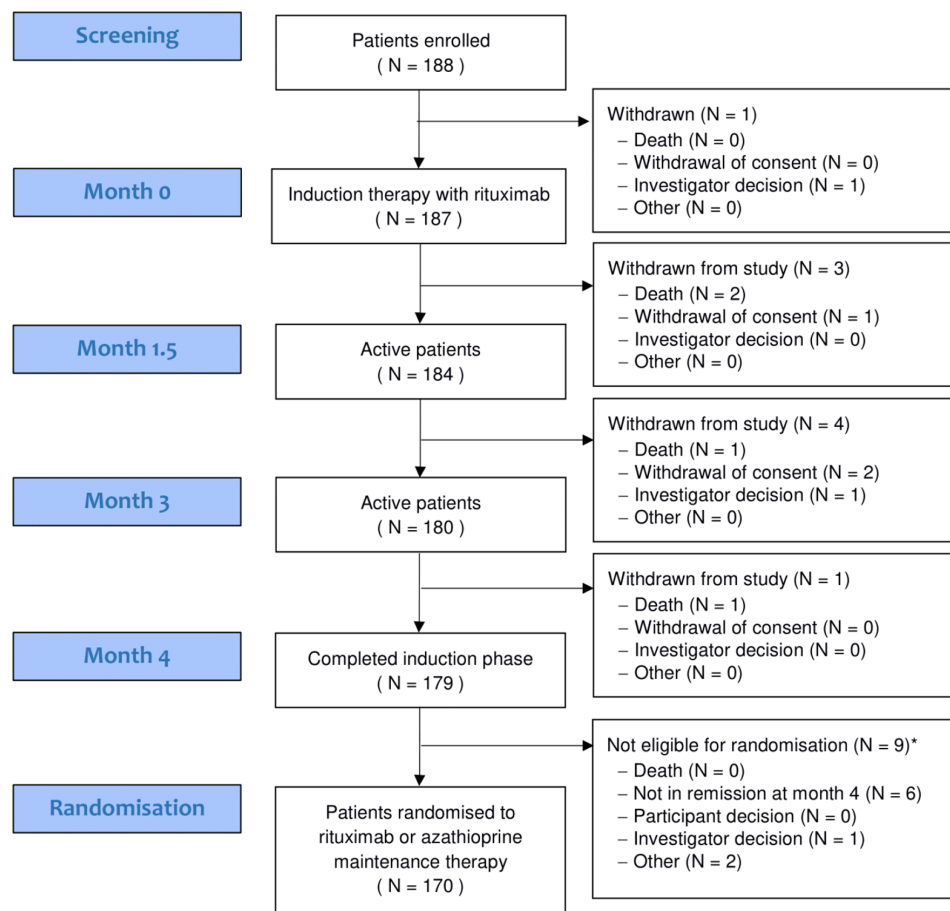 Screening
Patients enrolled
( N = 188 )
Withdrawn (N = 1)
– Death (N = 0)
– Withdrawal of consent (N = 0)
– Investigator decision (N = 1)
– Other (N = 0)
Month 0
Induction therapy with rituximab
( N = 187 )
Withdrawn from study (N = 3)
– Death (N = 2)
– Withdrawal of consent (N = 1)
– Investigator decision (N = 0)
– Other (N = 0)
Month 1.5
Active patients
( N = 184 )
Withdrawn from study (N = 4)
– Death (N = 1)
– Withdrawal of consent (N = 2)
– Investigator decision (N = 1)
– Other (N = 0)
Month 3
Active patients
( N = 180 )
Withdrawn from study (N = 1)
– Death (N = 1)
– Withdrawal of consent (N = 0)
– Investigator decision (N = 0)
– Other (N = 0)
Month 4
Completed induction phase
( N = 179 )
Not eligible for randomisation (N = 9)*
– Death (N = 0)
– Not in remission at month 4 (N = 6)
– Participant decision (N = 0)
– Investigator decision (N = 1)
– Other (N = 2)
Randomisation
Patients randomised to
rituximab or azathioprine
maintenance therapy
( N = 170 )